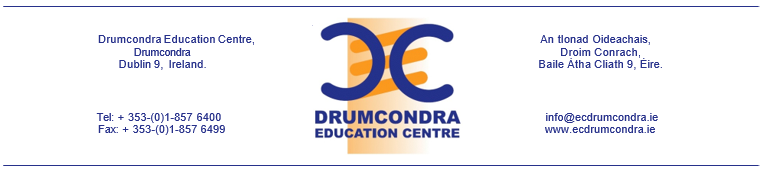 Drumcondra Education Centre,
Drumcondra
Dublin 9, Ireland.
Tel: + 353-(0)1-857 6400
Fax: + 353-(0)1-857 6499
DRUMCONDRA
EDUCATION CENTRE
An tIonad Oideachais,
Droim Conrach,
Baile Átha Cliath 9, Éire.
info@ecdrumcondra.ie
www.ecdrumcondra.ie